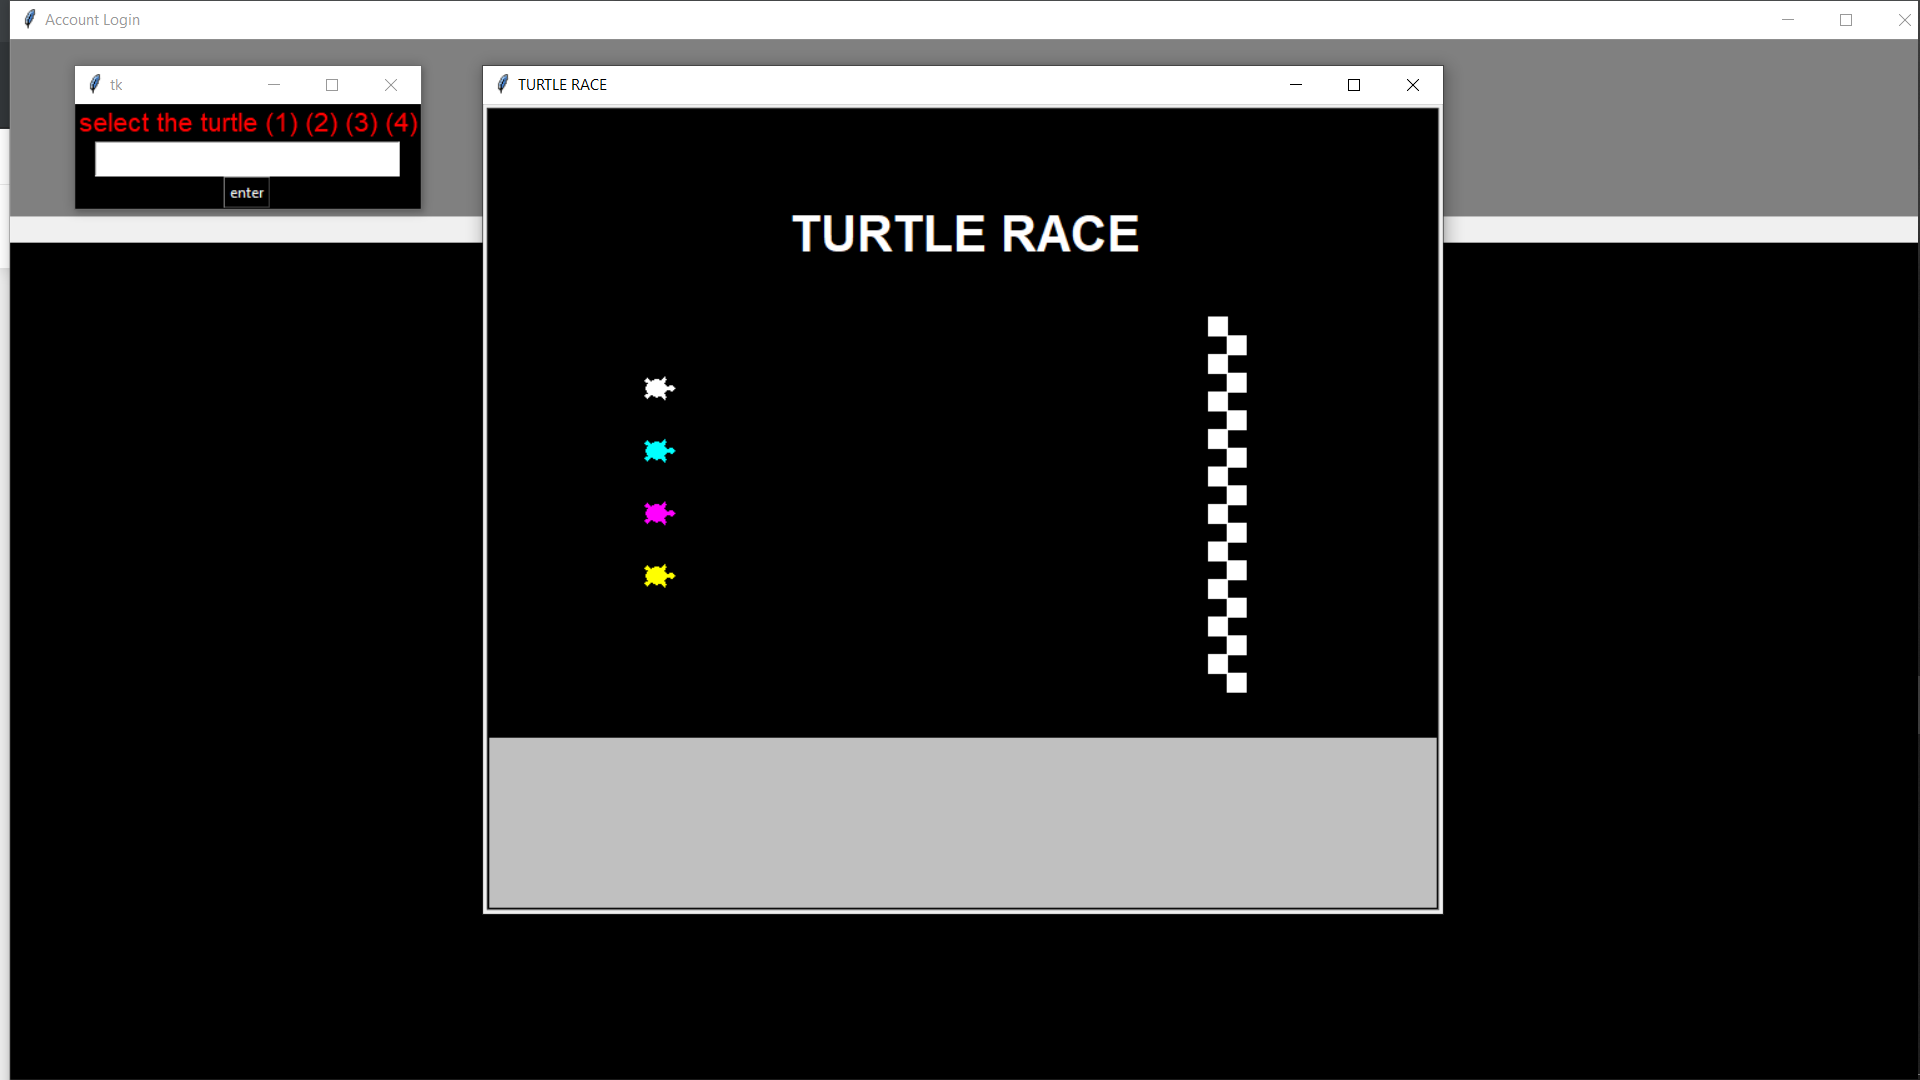 Account Login
tk
select the turtle (1) (2) (3) (4)
enter
TURTLE RACE
TURTLE RACE